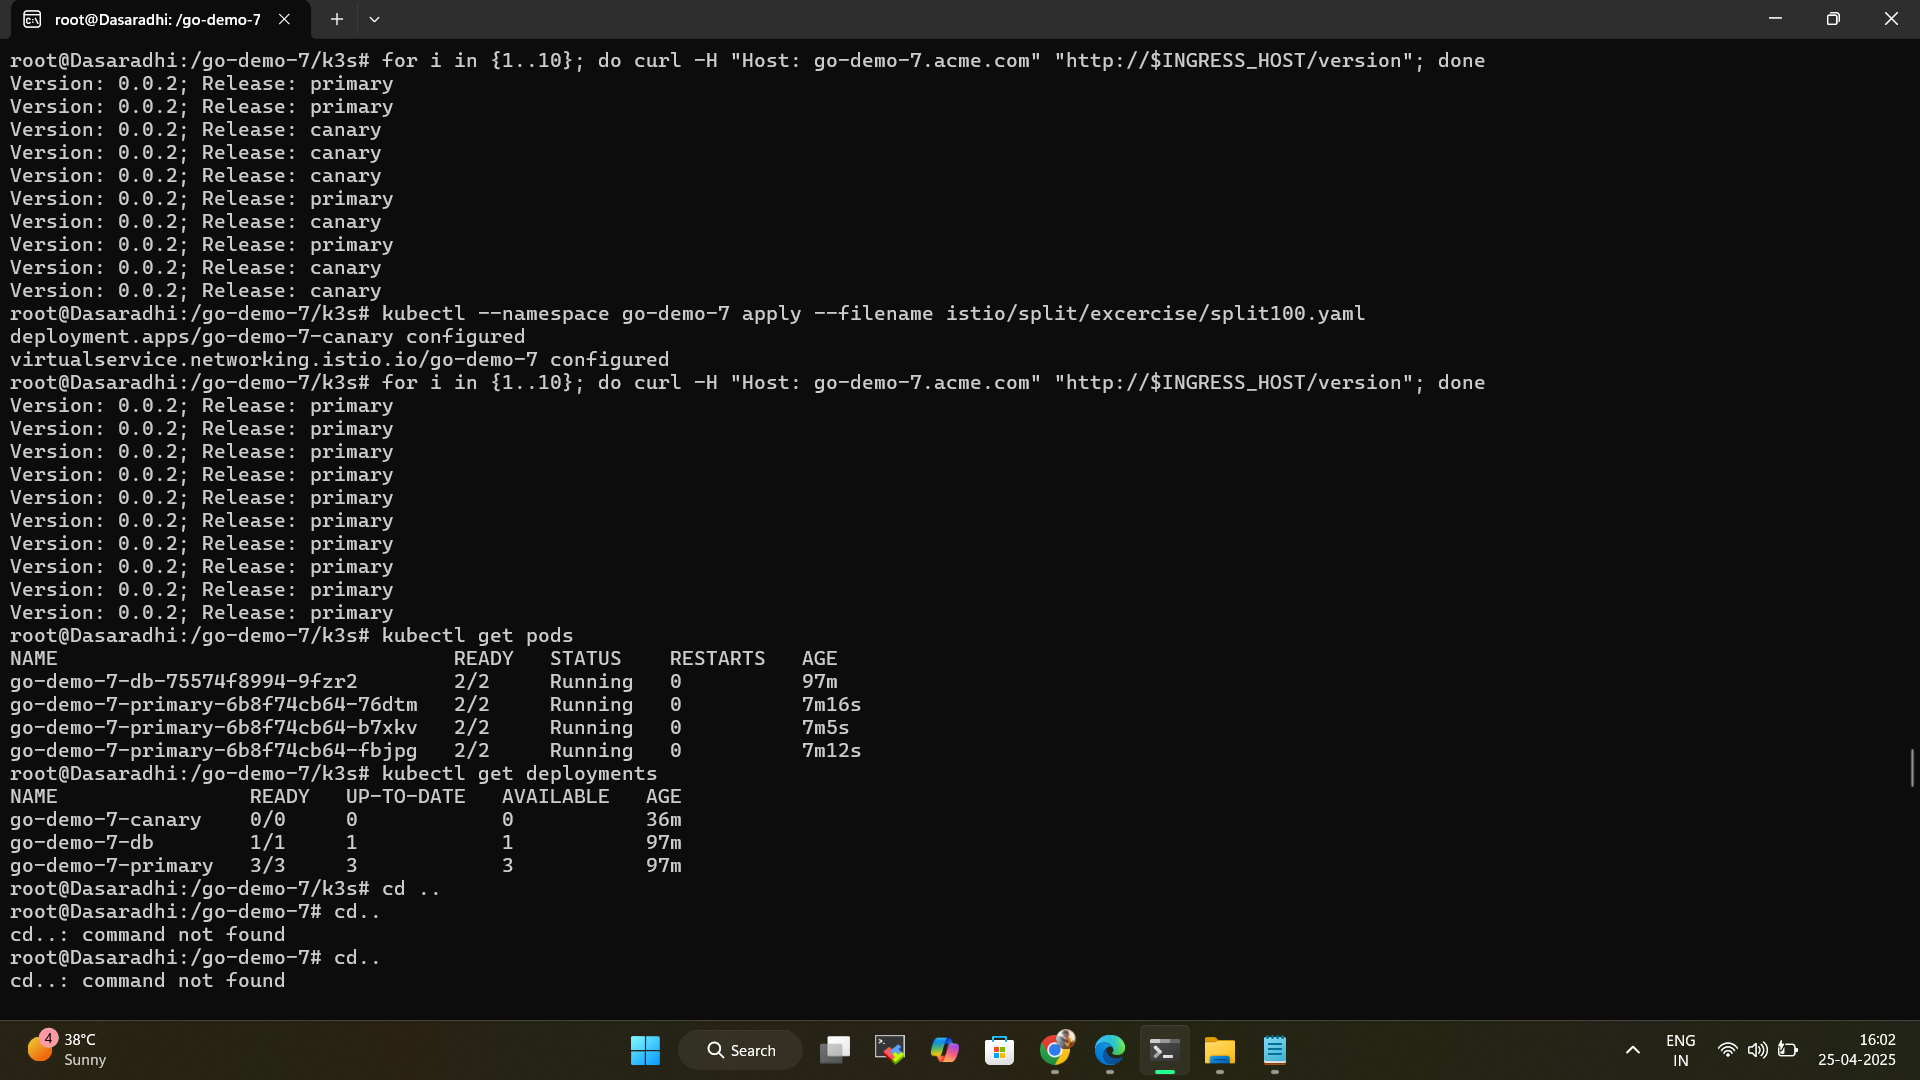 root@Dasaradhi: /go-demo-7
root@Dasaradhi:/go-demo-7/k3s# for i in {1..10}; do curl -H "Host: go-demo-7.acme.com" "http://$INGRESS_HOST/version"; done
Version: 0.0.2; Release: primary
Version: 0.0.2; Release: primary
Version: 0.0.2; Release: canary
Version: 0.0.2; Release: canary
Version: 0.0.2; Release: canary
Version: 0.0.2; Release: primary
Version: 0.0.2; Release: canary
Version: 0.0.2; Release: primary
Version: 0.0.2; Release: canary
Version: 0.0.2; Release: canary
root@Dasaradhi:/go-demo-7/k3s# kubectl --namespace go-demo-7 apply --filename istio/split/excercise/split100.yaml
deployment.apps/go-demo-7-canary configured
virtualservice.networking.istio.io/go-demo-7 configured
root@Dasaradhi:/go-demo-7/k3s# for i in {1..10}; do curl -H "Host: go-demo-7.acme.com" "http://$INGRESS_HOST/version"; done
Version: 0.0.2; Release: primary
Version: 0.0.2; Release: primary
Version: 0.0.2; Release: primary
Version: 0.0.2; Release: primary
Version: 0.0.2; Release: primary
Version: 0.0.2; Release: primary
Version: 0.0.2; Release: primary
Version: 0.0.2; Release: primary
Version: 0.0.2; Release: primary
Version: 0.0.2; Release: primary
root@Dasaradhi:/go-demo-7/k3s# kubectl get pods
NAME READY STATUS RESTARTS AGE
go-demo-7-db-75574f8994-9fzr2 2/2 Running 0 97m
go-demo-7-primary-6b8f74cb64-76dtm 2/2 Running 0 7m16s
go-demo-7-primary-6b8f74cb64-b7xkv 2/2 Running 0 7m5s
go-demo-7-primary-6b8f74cb64-fbjpg 2/2 Running 0 7m12s
root@Dasaradhi:/go-demo-7/k3s# kubectl get deployments
NAME READY UP-TO-DATE AVAILABLE AGE
go-demo-7-canary 0/0 0 0 36m
go-demo-7-db 1/1 1 1 97m
go-demo-7-primary 3/3 3 3 97m
root@Dasaradhi:/go-demo-7/k3s# cd ..
root@Dasaradhi:/go-demo-7# cd..
cd..: command not found
root@Dasaradhi:/go-demo-7# cd..
cd..: command not found
4
38°C
Sunny
Search
ENG
IN
16:02
25-04-2025